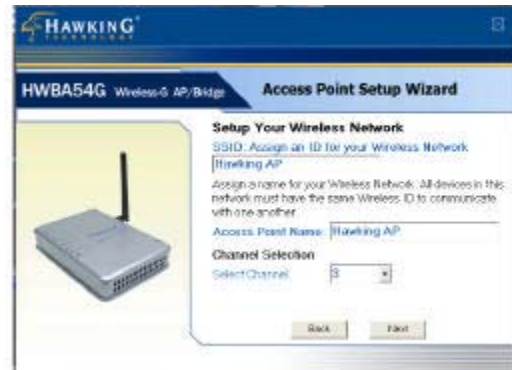 HAWKING
TECHNOLOGY
HWBA54G Wireless-G AP/Bridge
Access Point Setup Wizard
Setup Your Wireless Network
SSID: Assign an ID for your Wireless Network
Hawking AP
Assign a name for your Wireless Network. All devices in this
network must have the same Wireless ID to communicate
with one another
Access Point Name: Hawking AP
Channel Selection
Select Channel
Back Next